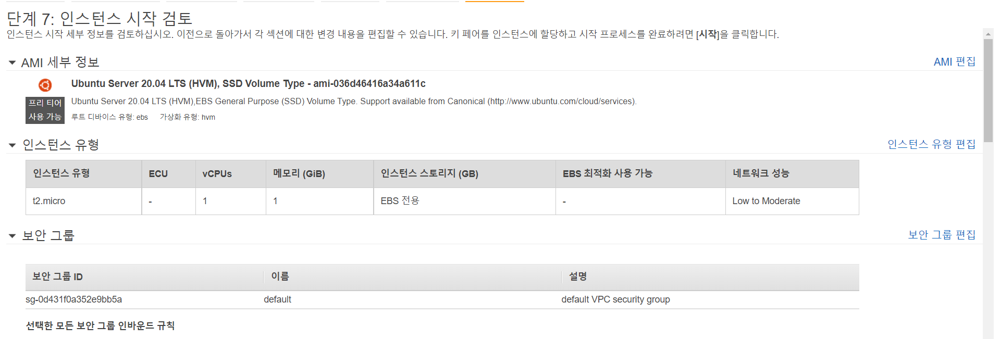 단계 7: 인스턴스 시작 검토
인스턴스 시작 세부 정보를 검토하십시오. 이전으로 돌아가서 각 섹션에 대한 변경 내용을 편집할 수 있습니다. 키 페어를 인스턴스에 할당하고 시작 프로세스를 완료하려면 [시작]을 클릭합니다.
AMI 세부 정보 AMI 편집
Ubuntu Server 20.04 LTS (HVM), SSD Volume Type - ami-036d46416a34a611c
프리 티어
사용 가능
Ubuntu Server 20.04 LTS (HVM),EBS General Purpose (SSD) Volume Type. Support available from Canonical (http://www.ubuntu.com/cloud/services).
루트 디바이스 유형: ebs 가상화 유형: hvm
인스턴스 유형 인스턴스 유형 편집
인스턴스 유형 ECU vCPUs 메모리 (GiB) 인스턴스 스토리지 (GB) EBS 최적화 사용 가능 네트워크 성능
t2.micro - 1 1 EBS 전용 - Low to Moderate
보안 그룹 보안 그룹 편집
보안 그룹 ID 이름 설명
sg-0d431f0a352e9bb5a default default VPC security group
선택한 모든 보안 그룹 인바운드 규칙